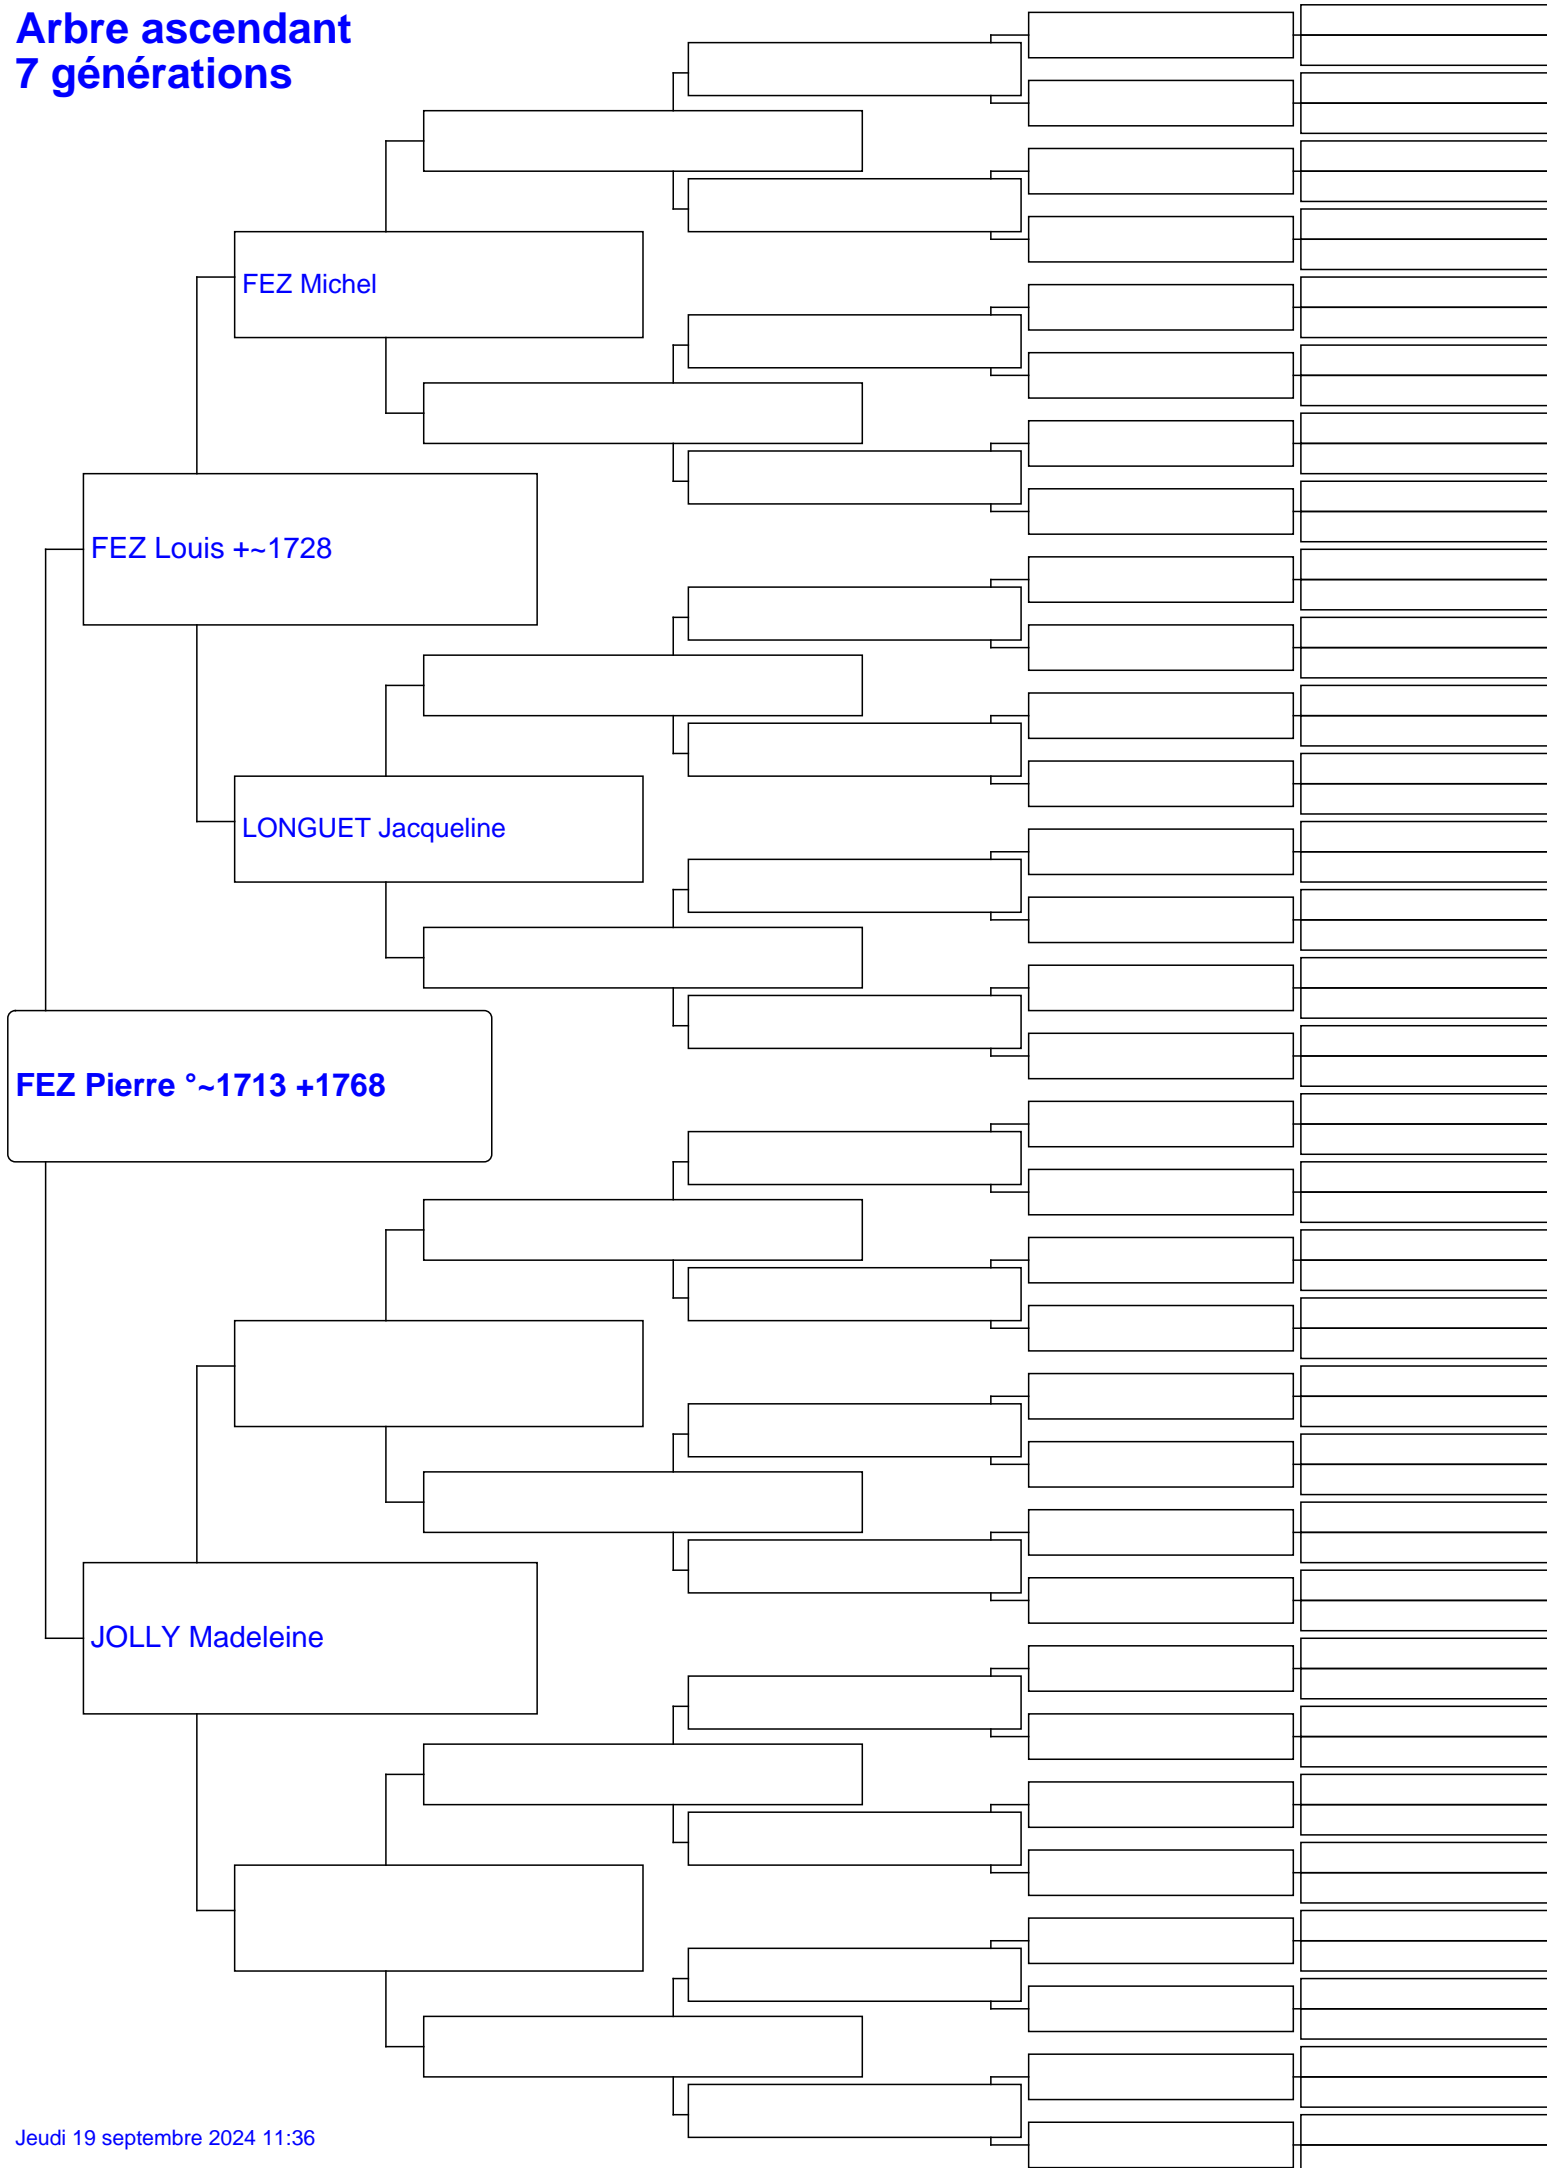 Arbre ascendant
7 générations
FEZ Michel
FEZ Louis +~1728
LONGUET Jacqueline
FEZ Pierre °~1713 +1768
JOLLY Madeleine
Jeudi 19 septembre 2024 11:36